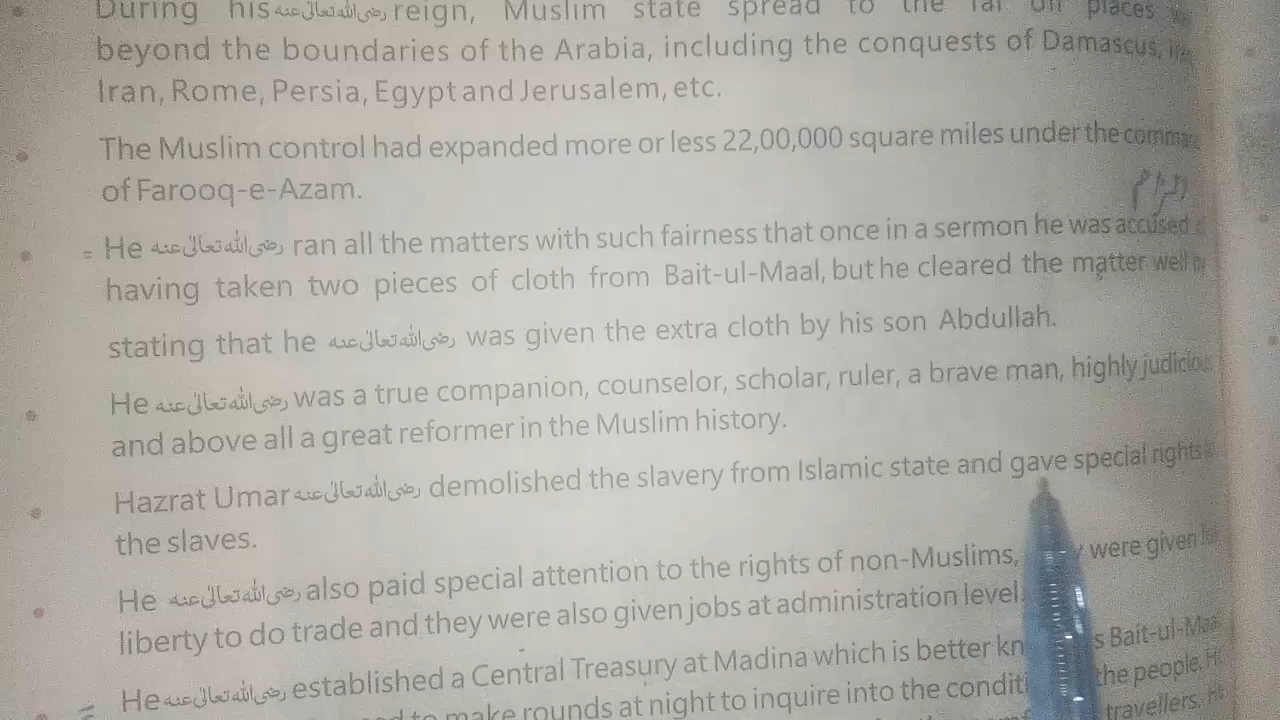 During his رضی اللہ تعالیٰ عنہ reign, Muslim state spread to the far off places
beyond the boundaries of the Arabia, including the conquests of Damascus,
Iran, Rome, Persia, Egypt and Jerusalem, etc.
The Muslim control had expanded more or less 22,00,000 square miles under the
of Farooq-e-Azam.
الزام
He رضی اللہ تعالیٰ عنہ ran all the matters with such fairness that once in a sermon he was accused
having taken two pieces of cloth from Bait-ul-Maal, but he cleared the matter well
stating that he رضی اللہ تعالیٰ عنہ was given the extra cloth by his son Abdullah.
He رضی اللہ تعالیٰ عنہ was a true companion, counselor, scholar, ruler, a brave man, highly
and above all a great reformer in the Muslim history.
Hazrat Umar رضی اللہ تعالیٰ عنہ demolished the slavery from Islamic state and gave special rights
the slaves.
He رضی اللہ تعالیٰ عنہ also paid special attention to the rights of non-Muslims, were given
liberty to do trade and they were also given jobs at administration level.
He رضی اللہ تعالیٰ عنہ established a Central Treasury at Madina which is better Bait-ul-Maal
to make rounds at night to inquire into the the people.
travellers.